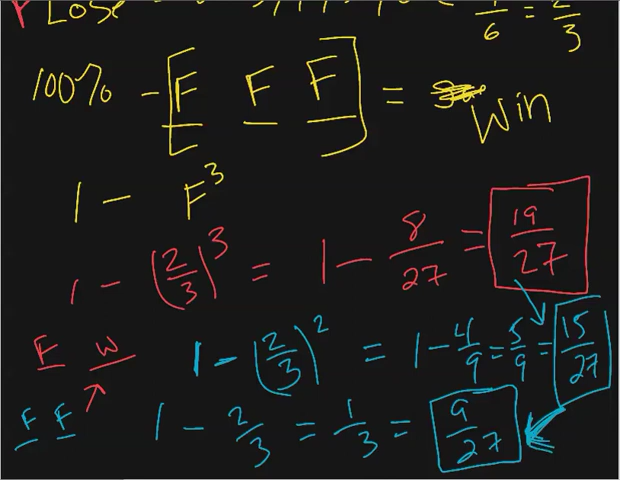 P Lose 1/6 = 2/3
100% - [F F F] = Win
1 - F³
1 - (2/3)³ = 1 - 8/27 = 19/27
F W 1 - (2/3)² = 1 - 4/9 = 5/9 = 15/27
F F 1 - 2/3 = 1/3 = 9/27